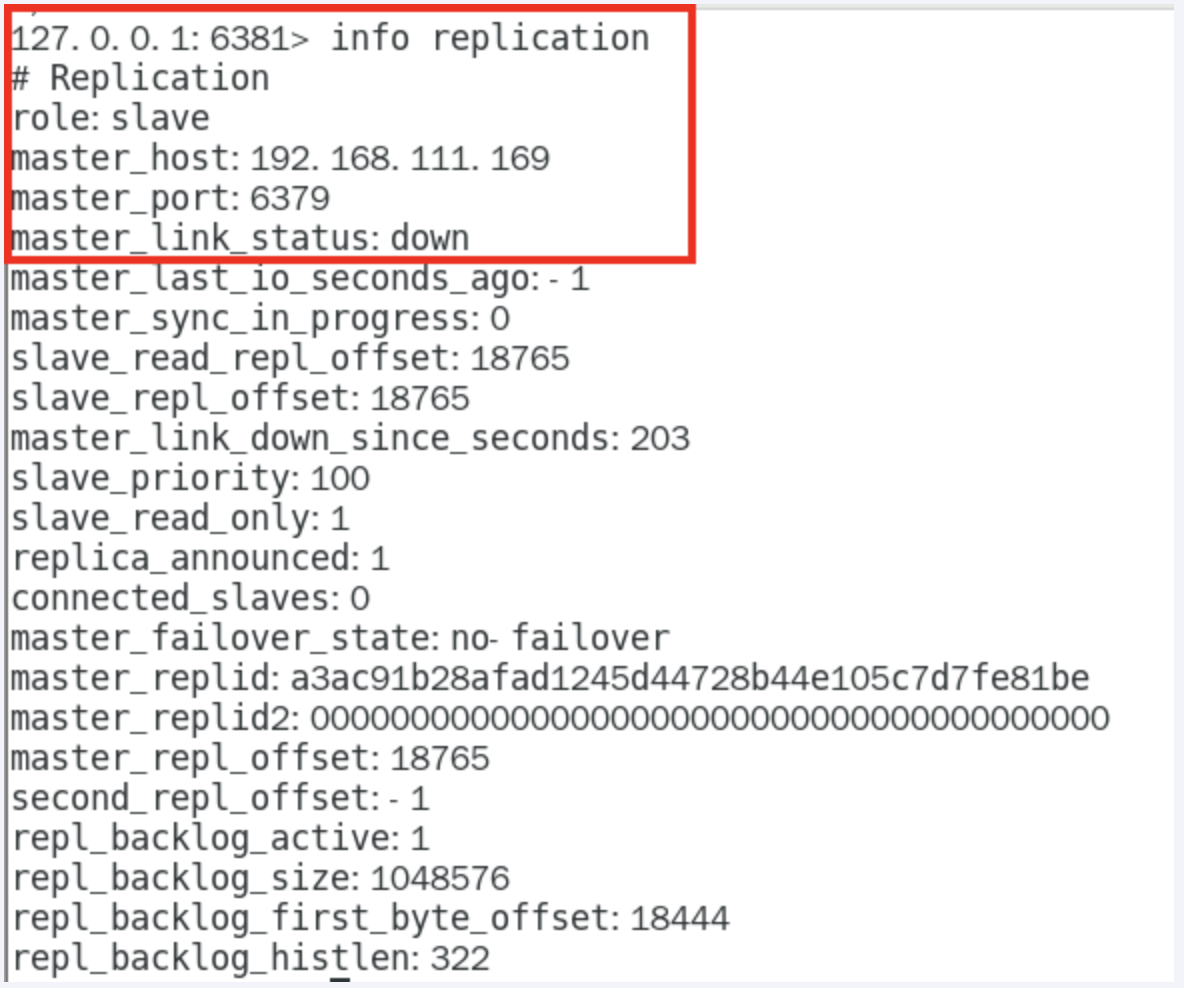 127. 0. 0. 1: 6381> info replication
# Replication
role: slave
master_host: 192. 168. 111. 169
master_port: 6379
master_link_status: down
master_last_io_seconds_ago: - 1
master_sync_in_progress: 0
slave_read_repl_offset: 18765
slave_repl_offset: 18765
master_link_down_since_seconds: 203
slave_priority: 100
slave_read_only: 1
replica_announced: 1
connected_slaves: 0
master_failover_state: no- failover
master_replid: a3ac91b28afad1245d44728b44e105c7d7fe81be
master_replid2: 0000000000000000000000000000000000000000
master_repl_offset: 18765
second_repl_offset: - 1
repl_backlog_active: 1
repl_backlog_size: 1048576
repl_backlog_first_byte_offset: 18444
repl_backlog_histlen: 322